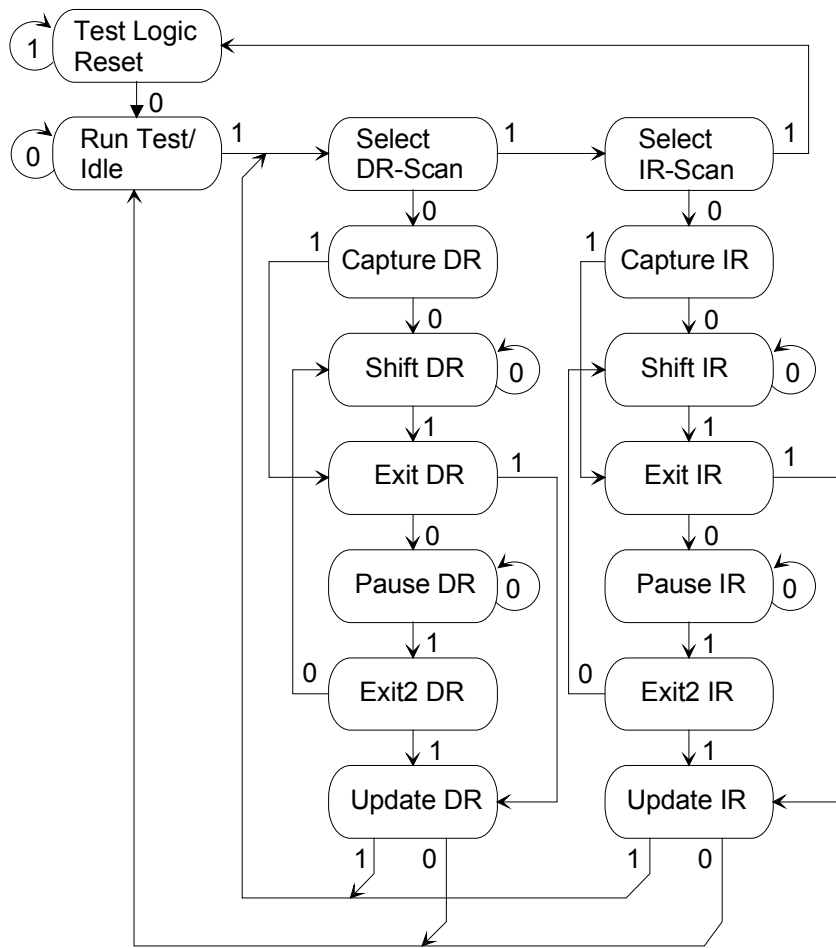 Test Logic
Reset
1
0
Run Test/
Idle
0
1
Select
DR-Scan
1
Select
IR-Scan
1
0
0
1
Capture DR
1
Capture IR
0
0
Shift DR
0
Shift IR
0
1
1
Exit DR
1
Exit IR
1
0
0
Pause DR
0
Pause IR
0
1
1
0
Exit2 DR
0
Exit2 IR
1
1
Update DR
Update IR
1
0
1
0